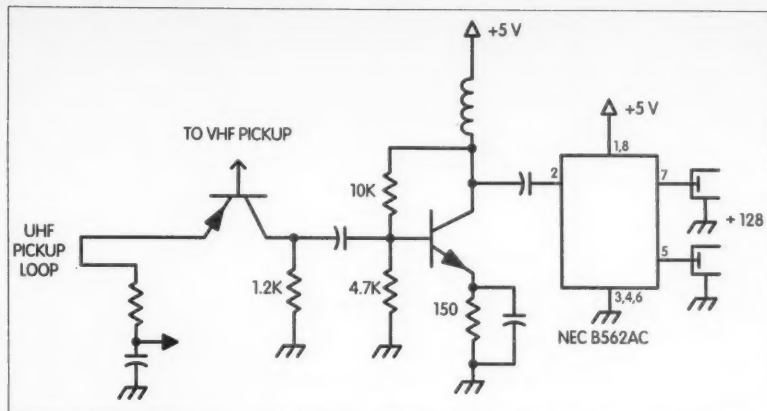 +5 V
+5 V
TO VHF PICKUP
1,8
2
7
10K
UHF
PICKUP
LOOP
+ 128
5
1.2K
4.7K
150
3,4,6
NEC B562AC